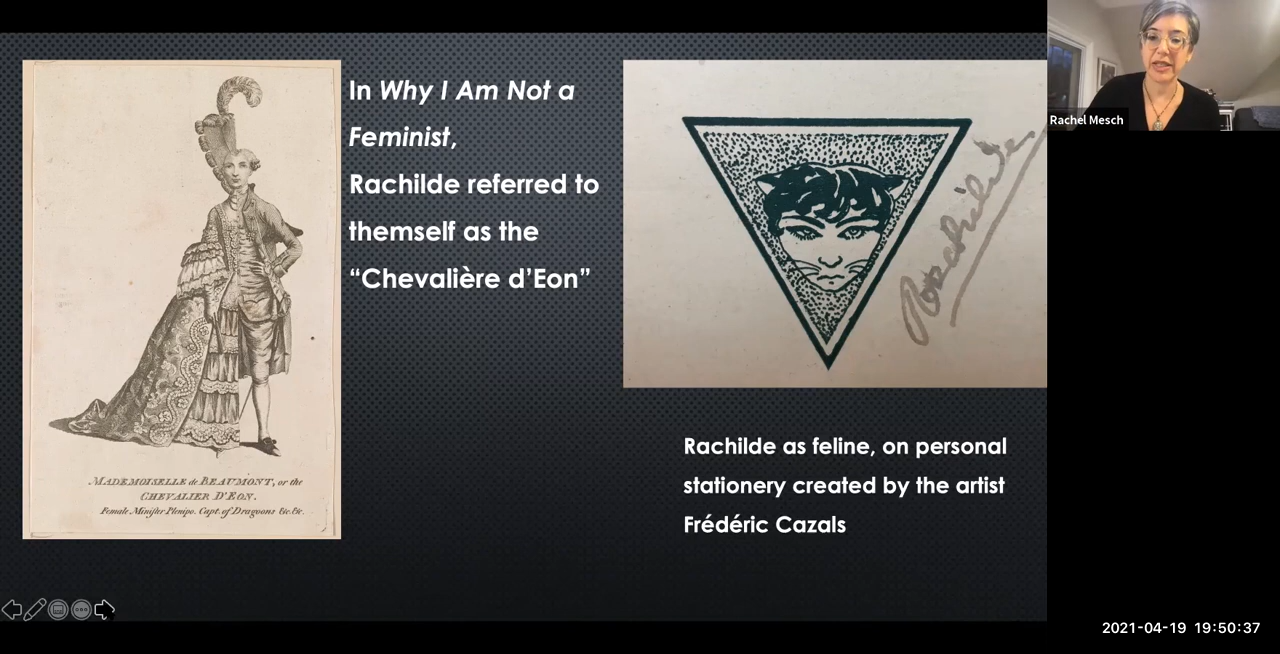 In Why I Am Not a
Feminist,
Rachilde referred to
themself as the
“Chevalière d’Eon”
MADEMOISELLE de BEAUMONT, or the
CHEVALIER D'EON.
Female Minister Plenipo. Capt. of Dragoons &c. &c.
Rachilde
Rachilde as feline, on personal
stationery created by the artist
Frédéric Cazals
Rachel Mesch
2021-04-19 19:50:37